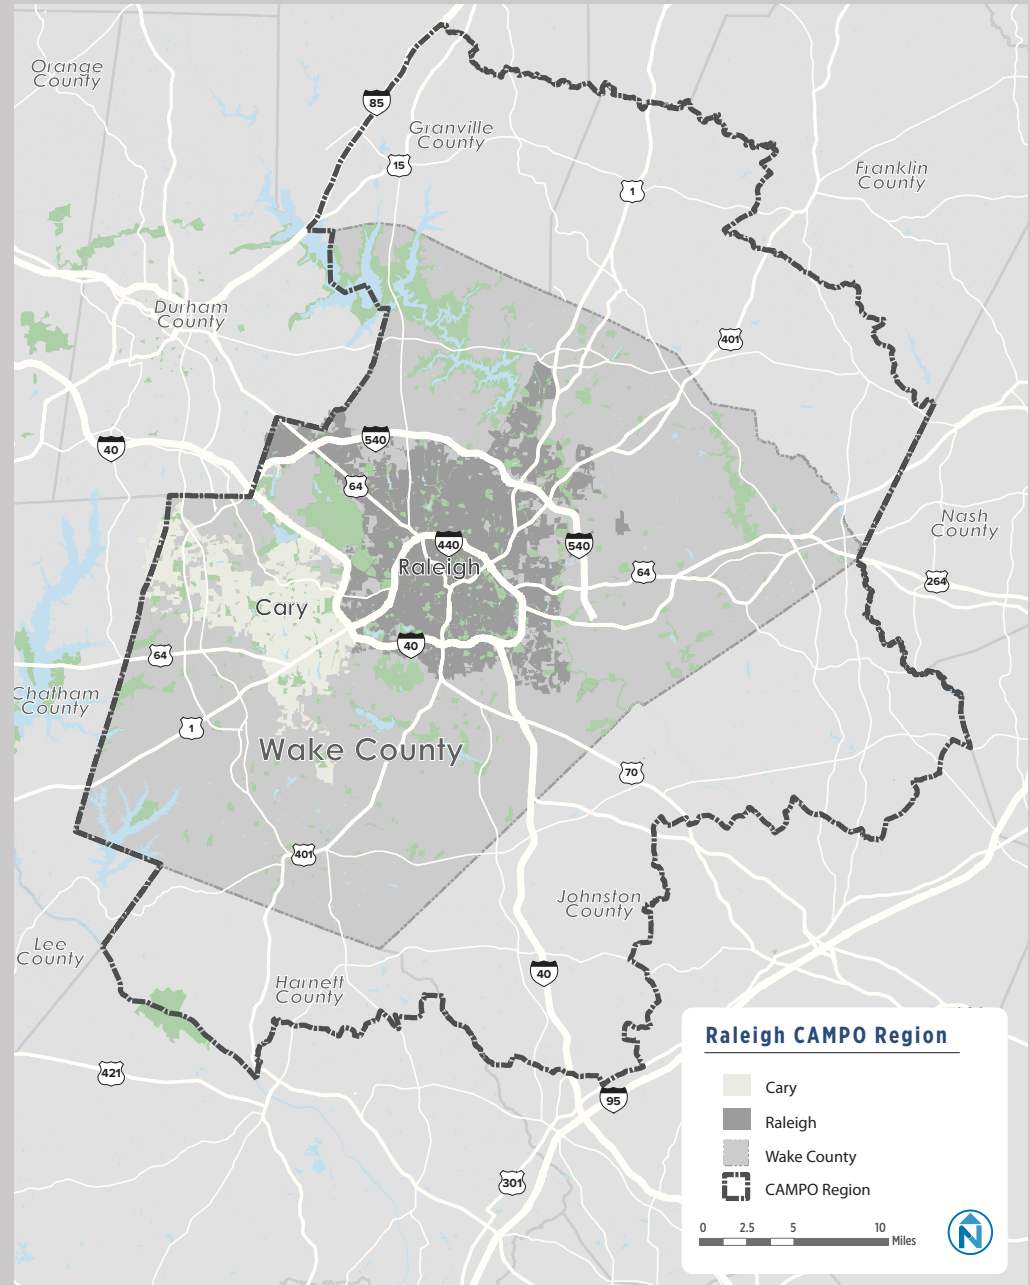 Orange
County
85
Granville
County
15
1
Franklin
County
Durham
County
401
40
540
64
440
540
Raleigh
64
Nash
County
264
Cary
40
64
Chatham
County
1
Wake County
70
401
Johnston
County
Lee
County
Harnett
County
40
421
95
301
Raleigh CAMPO Region
Cary
Raleigh
Wake County
CAMPO Region
0 2.5 5 10
Miles
N